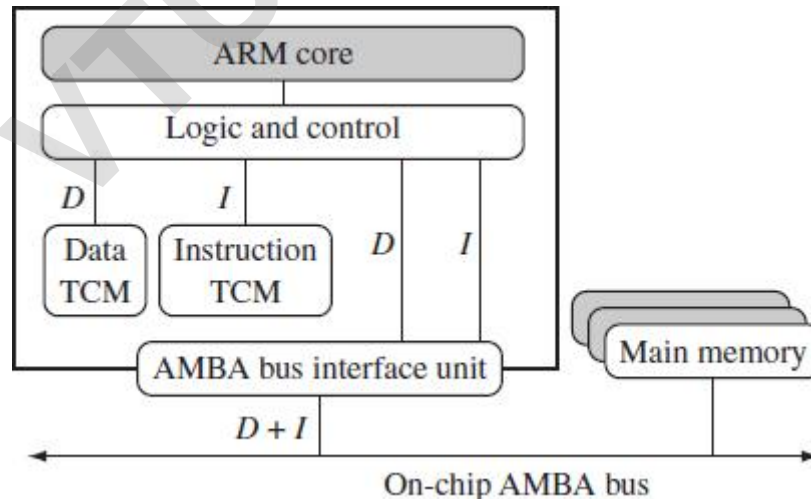 VTU
ARM core
Logic and control
D
I
D
I
Data
TCM
Instruction
TCM
Main memory
AMBA bus interface unit
D + I
On-chip AMBA bus